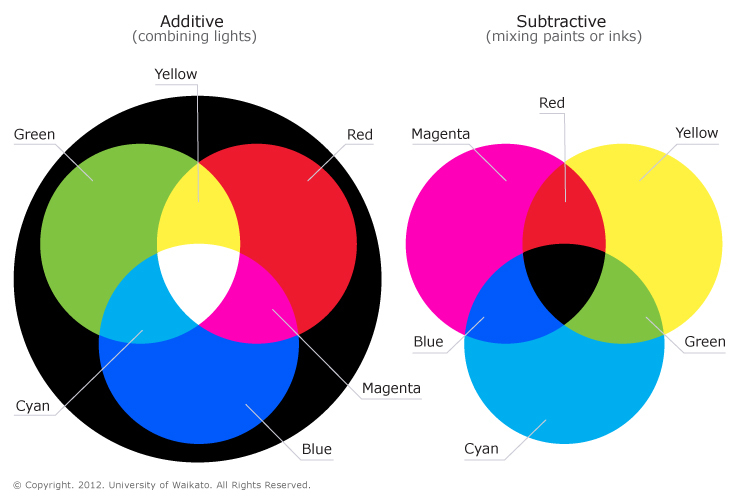 Additive
(combining lights)
Yellow
Green
Red
Cyan
Magenta
Blue
Subtractive
(mixing paints or inks)
Red
Magenta
Yellow
Blue
Green
Cyan
© Copyright. 2012. University of Waikato. All Rights Reserved.